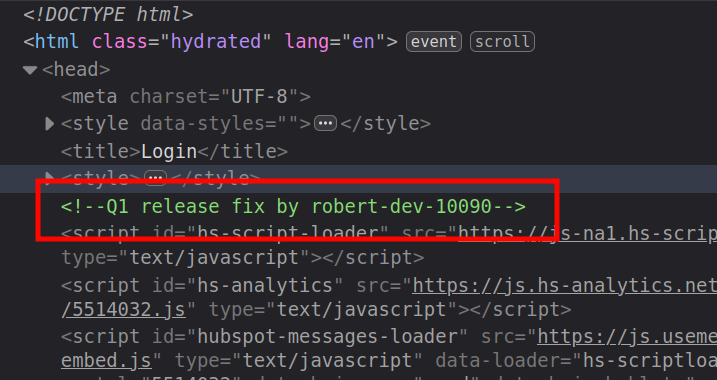 <!DOCTYPE html>
<html class="hydrated" lang="en"> event scroll
<head>
<meta charset="UTF-8">
<style data-styles="">···</style>
<title>Login</title>
<style>···</style>
<!--Q1 release fix by robert-dev-10090-->
<script id="hs-script-loader" src="https://js-na1.hs-scrip
type="text/javascript"></script>
<script id="hs-analytics" src="https://js.hs-analytics.net
/5514032.js" type="text/javascript"></script>
<script id="hubspot-messages-loader" src="https://js.useme
embed.js" type="text/javascript" data-loader="hs-scriptloa